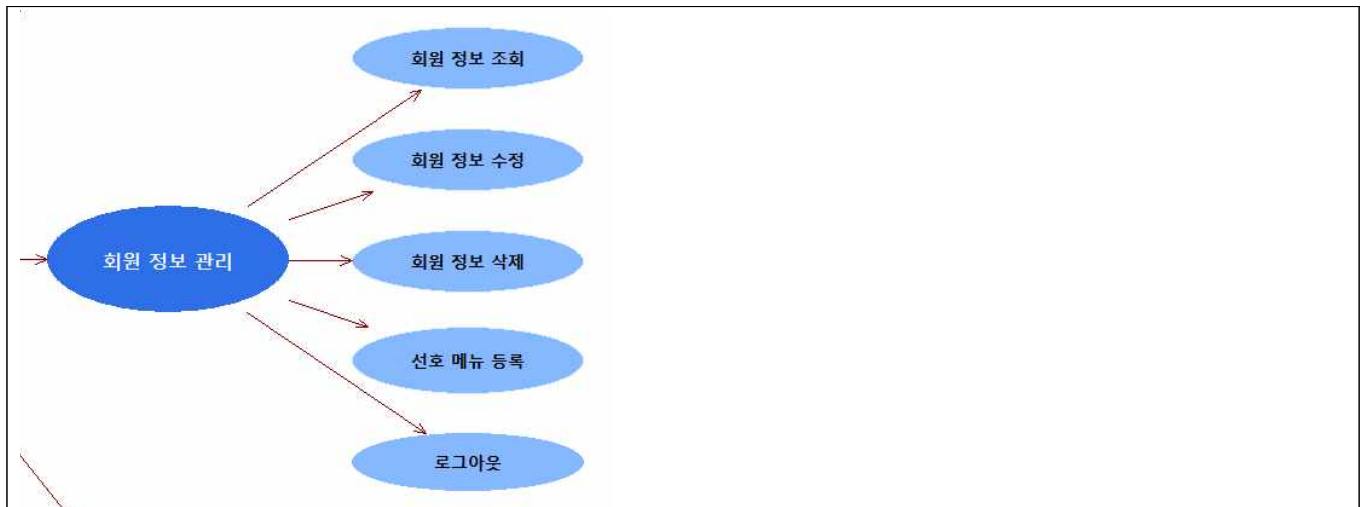 회원 정보 조회
회원 정보 수정
회원 정보 관리
회원 정보 삭제
선호 메뉴 등록
로그아웃